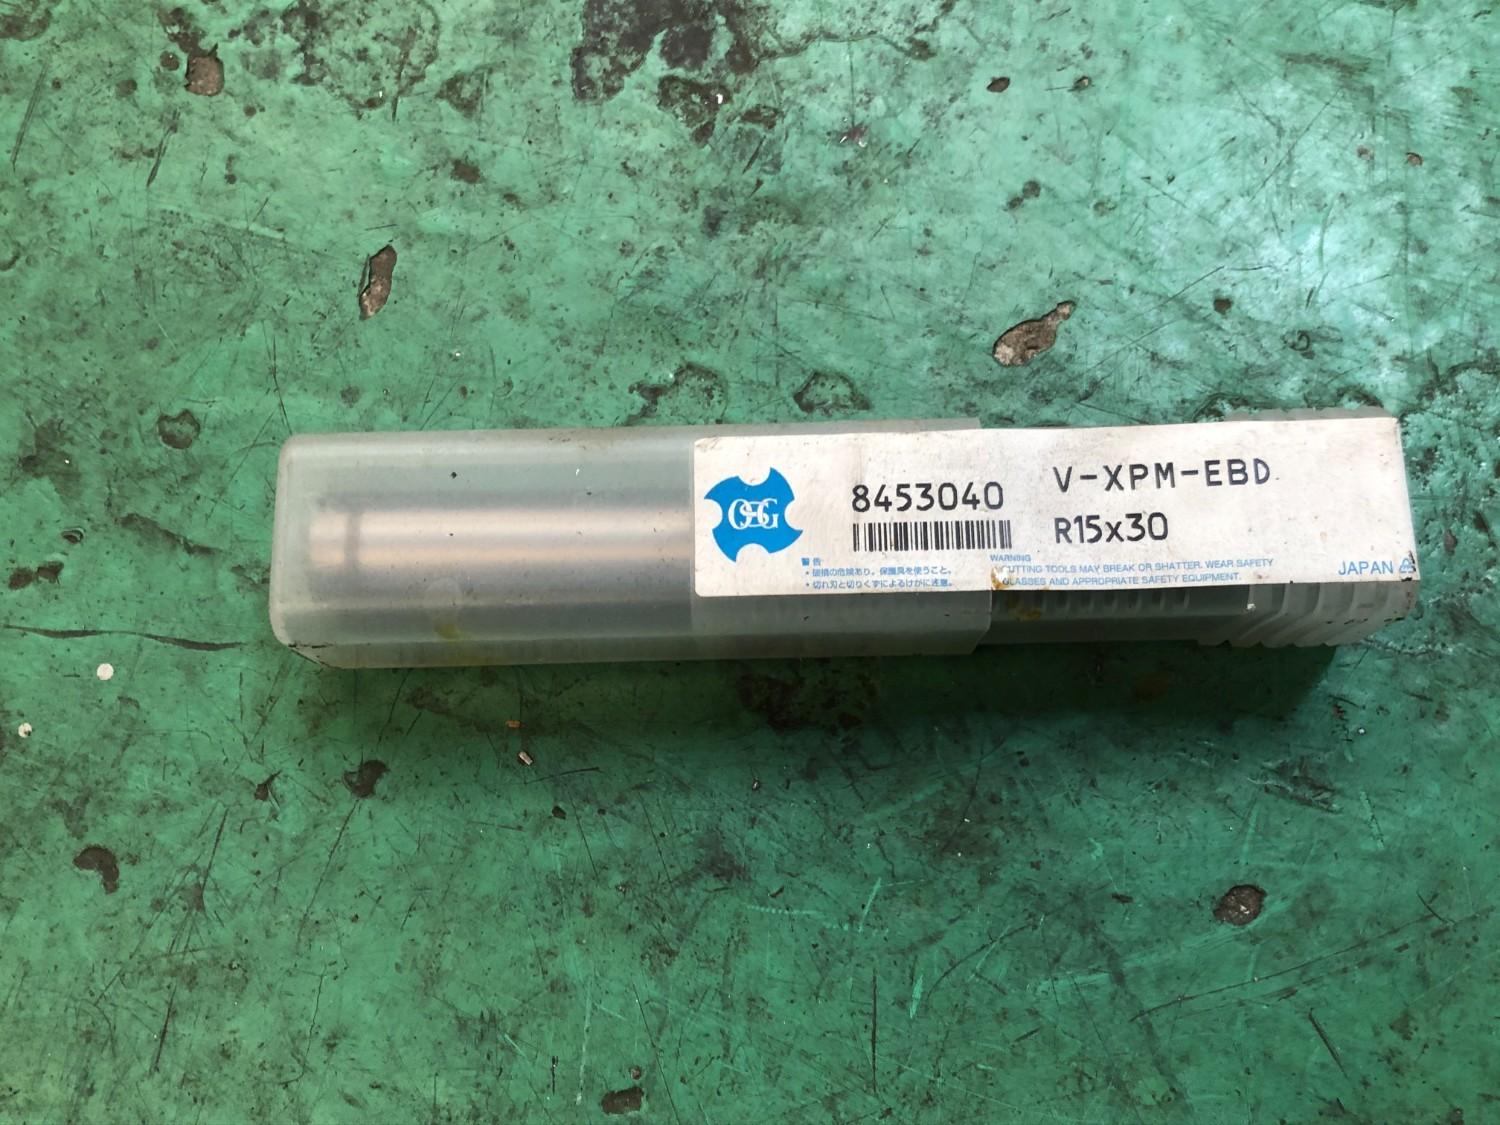 OSG
8453040
V-XPM-EBD
R15x30
警告
・破損の危険あり。保護具を使うこと。
・切れ刃と切りくずによるけがに注意。
WARNING
CUTTING TOOLS MAY BREAK OR SHATTER. WEAR SAFETY
GLASSES AND APPROPRIATE SAFETY EQUIPMENT.
JAPAN